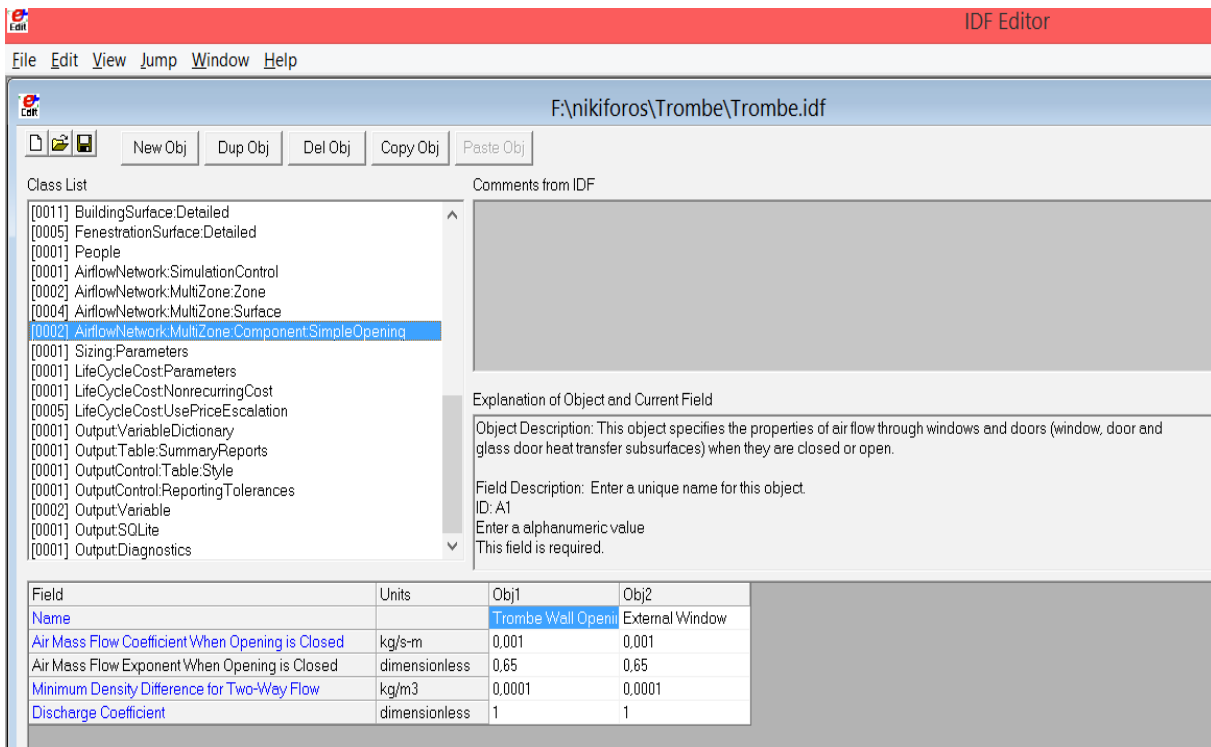 IDF Editor
File Edit View Jump Window Help
F:\nikiforos\Trombe\Trombe.idf
New Obj Dup Obj Del Obj Copy Obj Paste Obj
Class List
[0011] BuildingSurface:Detailed
[0005] FenestrationSurface:Detailed
[0001] People
[0001] AirflowNetwork:SimulationControl
[0002] AirflowNetwork:MultiZone:Zone
[0004] AirflowNetwork:MultiZone:Surface
[0002] AirflowNetwork:MultiZone:Component:SimpleOpening
[0001] Sizing:Parameters
[0001] LifeCycleCost:Parameters
[0001] LifeCycleCost:NonrecurringCost
[0005] LifeCycleCost:UsePriceEscalation
[0001] Output:VariableDictionary
[0001] Output:Table:SummaryReports
[0001] OutputControl:Table:Style
[0001] OutputControl:ReportingTolerances
[0002] Output:Variable
[0001] Output:SQLite
[0001] Output:Diagnostics
Comments from IDF
Explanation of Object and Current Field
Object Description: This object specifies the properties of air flow through windows and doors (window, door and
glass door heat transfer subsurfaces) when they are closed or open.
Field Description: Enter a unique name for this object.
ID: A1
Enter a alphanumeric value
This field is required.
Field Units Obj1 Obj2
Name Trombe Wall Openi External Window
Air Mass Flow Coefficient When Opening is Closed kg/s-m 0,001 0,001
Air Mass Flow Exponent When Opening is Closed dimensionless 0,65 0,65
Minimum Density Difference for Two-Way Flow kg/m3 0,0001 0,0001
Discharge Coefficient dimensionless 1 1